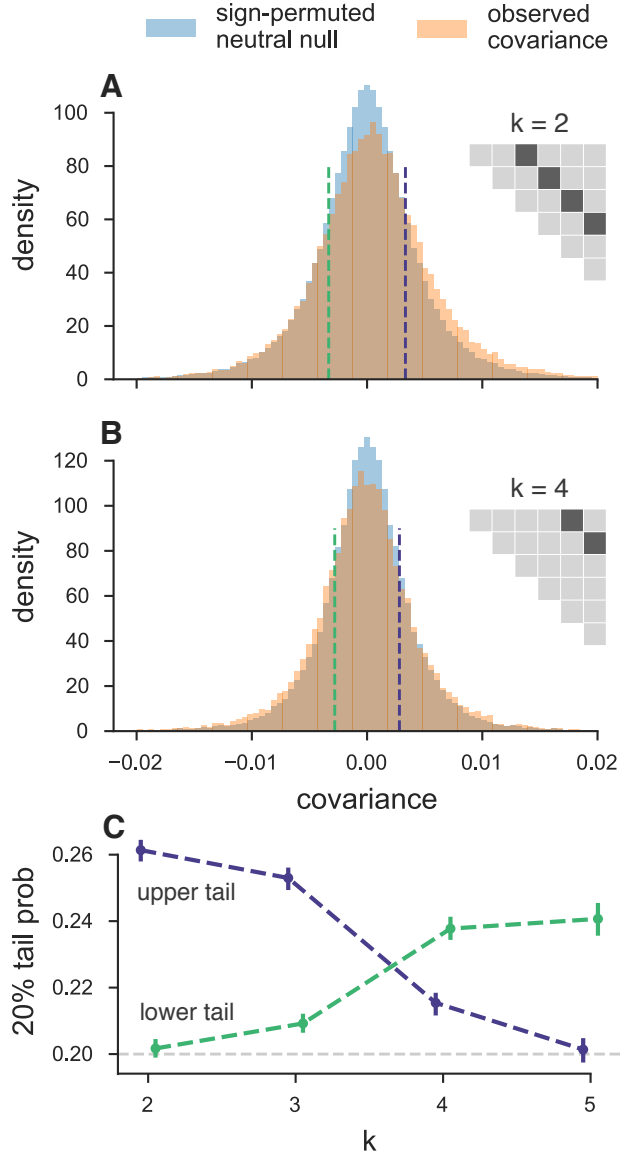 sign-permuted
neutral null
observed
covariance
A
k = 2
density
100
80
60
40
20
0
B
k = 4
density
120
100
80
60
40
20
0
−0.02 −0.01 0.00 0.01 0.02
covariance
C
20% tail prob
0.26
0.24
0.22
0.20
upper tail
lower tail
2 3 4 5
k